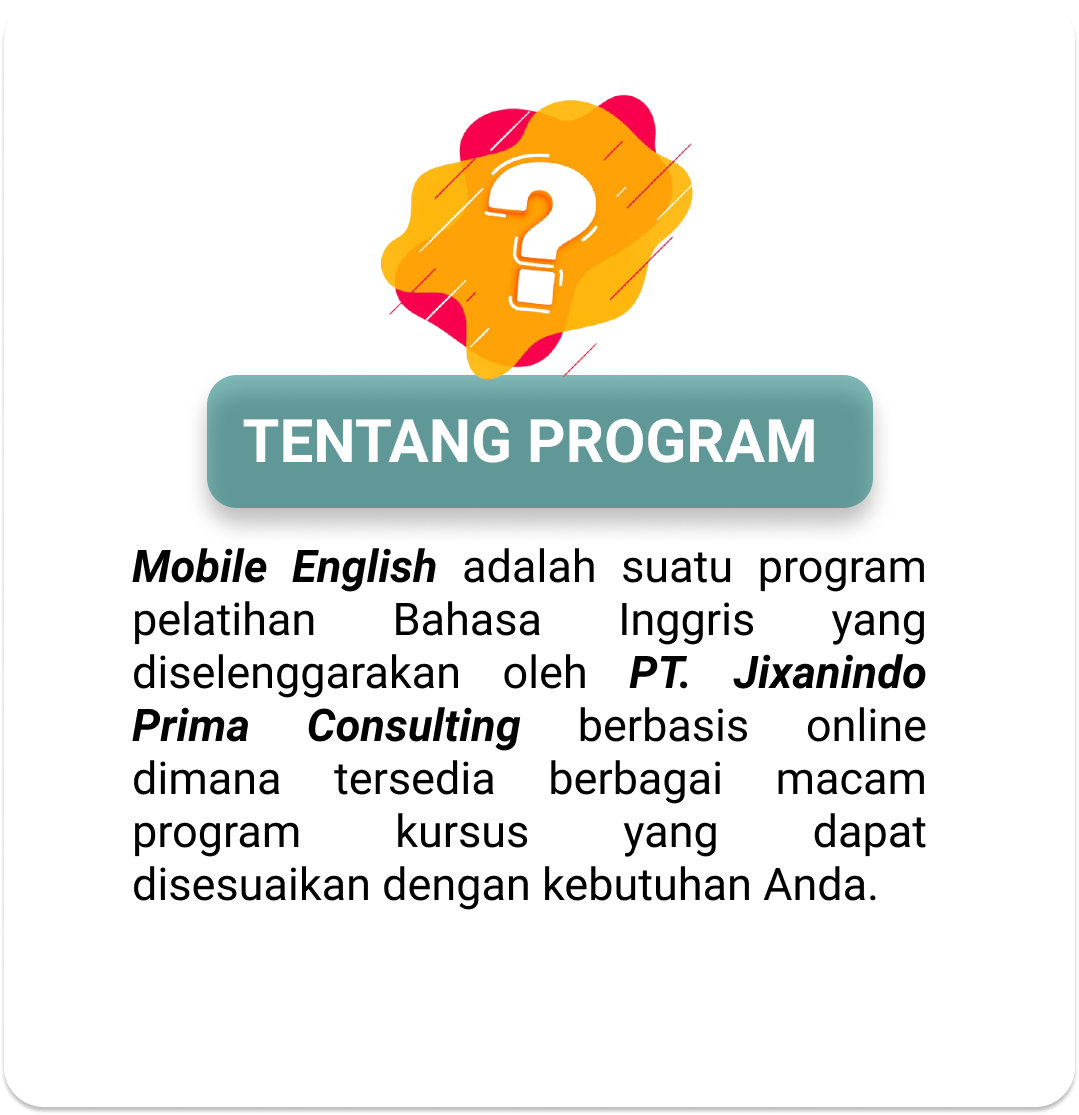 ?
TENTANG PROGRAM
Mobile English adalah suatu program
pelatihan Bahasa Inggris yang
diselenggarakan oleh PT. Jixanindo
Prima Consulting berbasis online
dimana tersedia berbagai macam
program kursus yang dapat
disesuaikan dengan kebutuhan Anda.